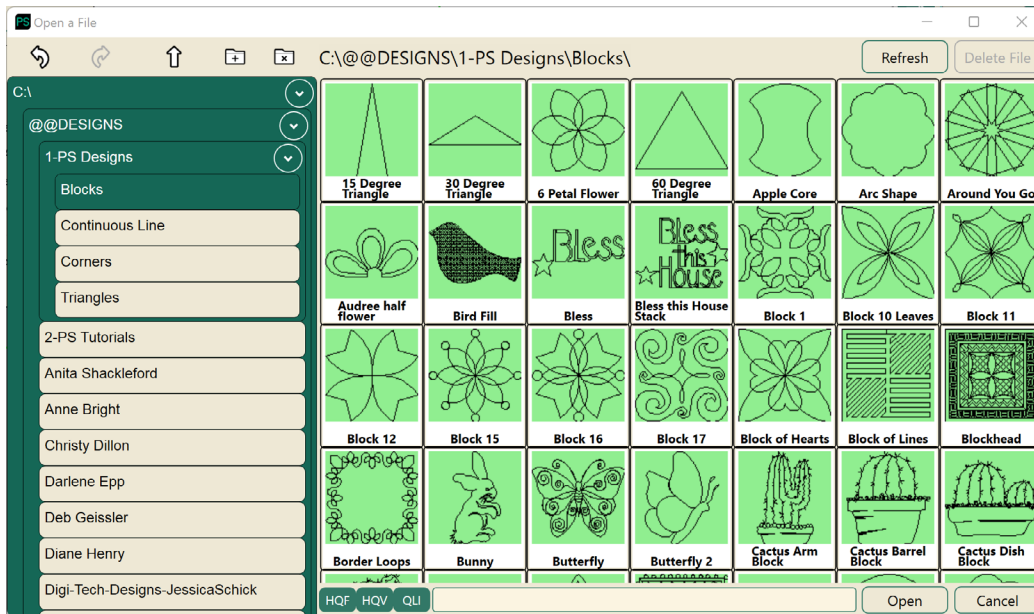 PS Open a File
C:\@@DESIGNS\1-PS Designs\Blocks\
Refresh
Delete File
C:\
@@DESIGNS
1-PS Designs
Blocks
Continuous Line
Corners
Triangles
2-PS Tutorials
Anita Shackleford
Anne Bright
Christy Dillon
Darlene Epp
Deb Geissler
Diane Henry
Digi-Tech-Designs-JessicaSchick
15 Degree
Triangle
30 Degree
Triangle
6 Petal Flower
60 Degree
Triangle
Apple Core
Arc Shape
Around You Go
Audree half
flower
Bird Fill
Bless
Bless
Bless
this
House
Bless this House
Stack
Block 1
Block 10 Leaves
Block 11
Block 12
Block 15
Block 16
Block 17
Block of Hearts
Block of Lines
Blockhead
Border Loops
Bunny
Butterfly
Butterfly 2
Cactus Arm
Block
Cactus Barrel
Block
Cactus Dish
Block
HQF
HQV
QLI
Open
Cancel